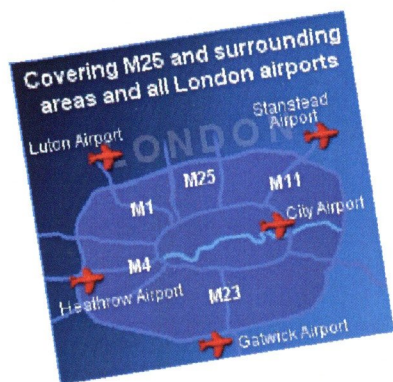 Covering M25 and surrounding
areas and all London airports
LONDON
Stanstead
Airport
Luton Airport
M25
M11
M1
City Airport
M4
Heathrow Airport
M23
Gatwick Airport